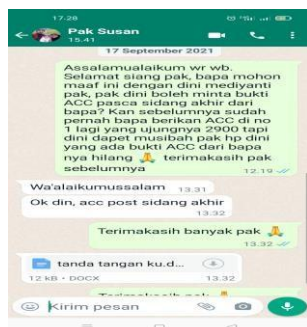 17.28
Pak Susan
15.41
17 September 2021
Assalamualaikum wr wb.
Selamat siang pak, bapa mohon
maaf ini dengan dini mediyanti
pak, pak dini boleh minta bukti
ACC pasca sidang akhir dari
bapa? Kan sebelumnya sudah
pernah bapa berikan ACC di no
1 lagi yang ujungnya 2900 tapi
dini dapet musibah pak hp dini
yang ada bukti ACC dari bapa
nya hilang 🙏 terimakasih pak
sebelumnya
12.19
Wa'alaikumussalam 13.31
Ok din, acc post sidang akhir
13.32
Terimakasih banyak pak 🙏
13.32
tanda tangan ku.d...
12 kB • DOCX 13.32
Kirim pesan